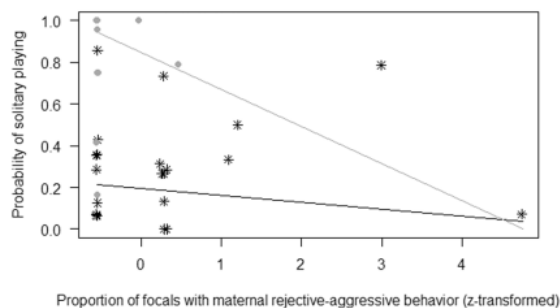 Probability of solitary playing
1.0
0.8
0.6
0.4
0.2
0.0
0 1 2 3 4
Proportion of focals with maternal rejective-aggressive behavior (z-transformed)